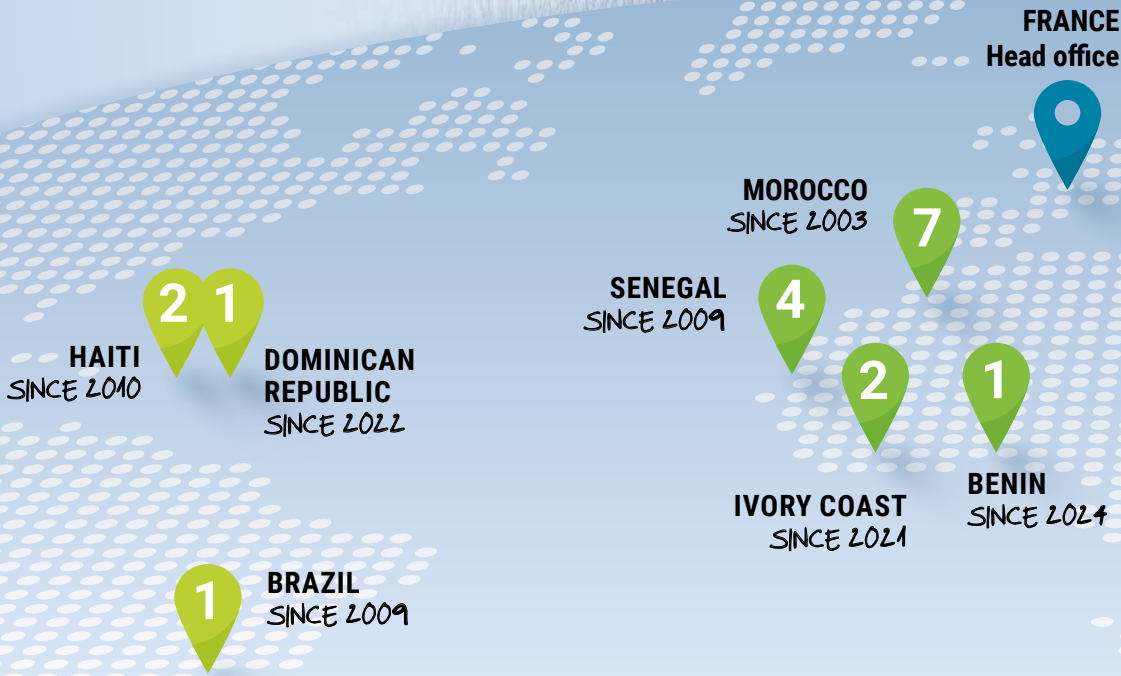 FRANCE
Head office
MOROCCO
SINCE 2003
7
SENEGAL
SINCE 2009
4
2
1
HAITI
SINCE 2010
DOMINICAN
REPUBLIC
SINCE 2022
2
1
IVORY COAST
SINCE 2021
BENIN
SINCE 2024
1
BRAZIL
SINCE 2009